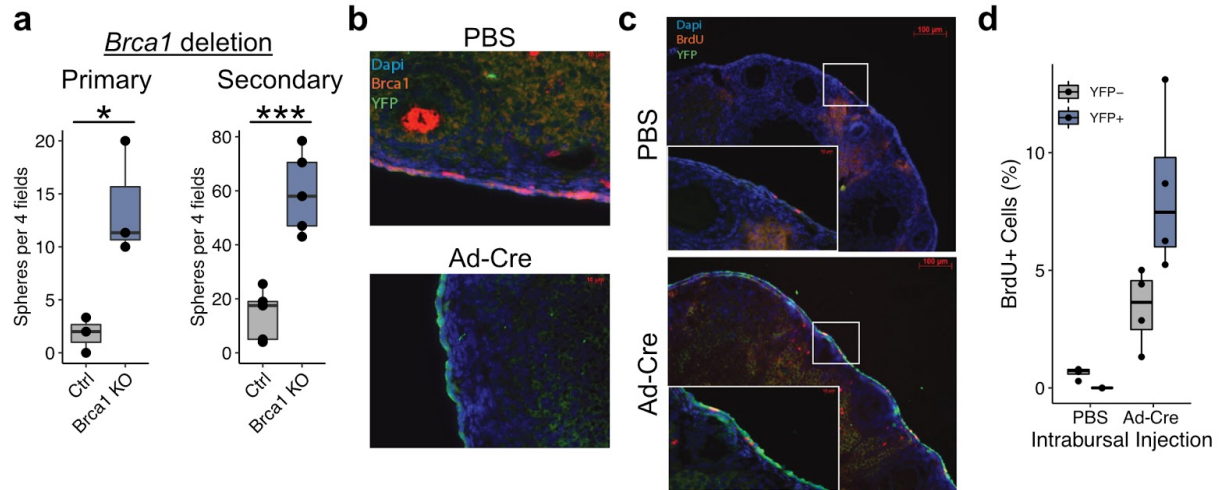 a
Brca1 deletion
Primary
Secondary
*
***
Spheres per 4 fields
20
15
10
5
0
Ctrl
Brca1 KO
Spheres per 4 fields
80
60
40
20
0
Ctrl
Brca1 KO
b
PBS
Dapi
Brca1
YFP
Ad-Cre
c
PBS
Dapi
BrdU
YFP
100 µm
Ad-Cre
100 µm
d
BrdU+ Cells (%)
10
5
0
YFP−
YFP+
PBS
Ad-Cre
Intrabursal Injection